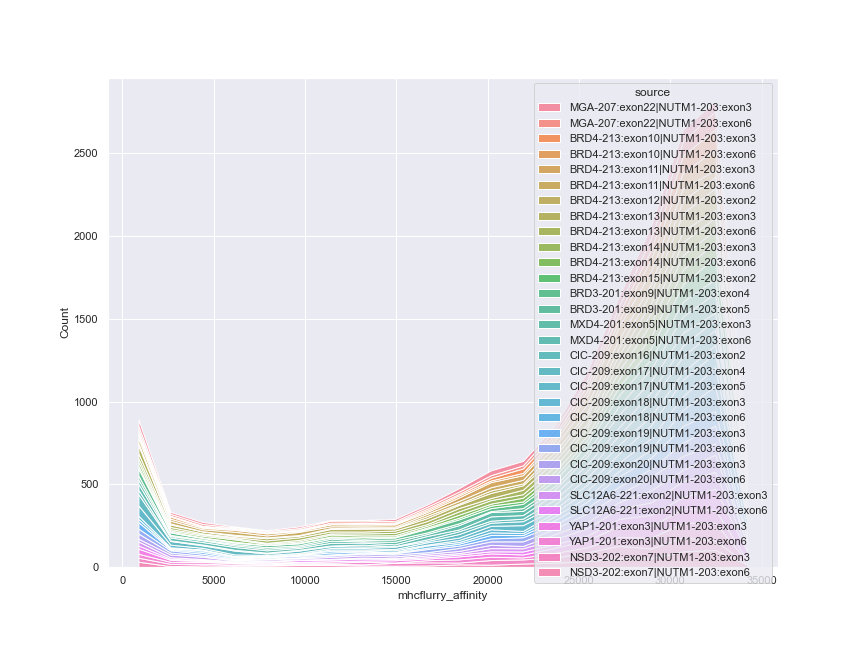 source
MGA-207:exon22|NUTM1-203:exon3
MGA-207:exon22|NUTM1-203:exon6
BRD4-213:exon10|NUTM1-203:exon3
BRD4-213:exon10|NUTM1-203:exon6
BRD4-213:exon11|NUTM1-203:exon3
BRD4-213:exon11|NUTM1-203:exon6
BRD4-213:exon12|NUTM1-203:exon2
BRD4-213:exon13|NUTM1-203:exon3
BRD4-213:exon13|NUTM1-203:exon6
BRD4-213:exon14|NUTM1-203:exon3
BRD4-213:exon14|NUTM1-203:exon6
BRD4-213:exon15|NUTM1-203:exon2
BRD3-201:exon9|NUTM1-203:exon4
BRD3-201:exon9|NUTM1-203:exon5
MXD4-201:exon5|NUTM1-203:exon3
MXD4-201:exon5|NUTM1-203:exon6
CIC-209:exon16|NUTM1-203:exon2
CIC-209:exon17|NUTM1-203:exon4
CIC-209:exon17|NUTM1-203:exon5
CIC-209:exon18|NUTM1-203:exon3
CIC-209:exon18|NUTM1-203:exon6
CIC-209:exon19|NUTM1-203:exon3
CIC-209:exon19|NUTM1-203:exon6
CIC-209:exon20|NUTM1-203:exon3
CIC-209:exon20|NUTM1-203:exon6
SLC12A6-221:exon2|NUTM1-203:exon3
SLC12A6-221:exon2|NUTM1-203:exon6
YAP1-201:exon3|NUTM1-203:exon3
YAP1-201:exon3|NUTM1-203:exon6
NSD3-202:exon7|NUTM1-203:exon3
NSD3-202:exon7|NUTM1-203:exon6
2500
2000
1500
1000
500
0
Count
0 5000 10000 15000 20000 25000 30000 35000
mhcflurry_affinity